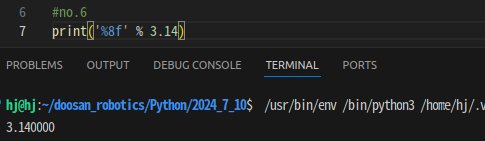 6 #no.6
7 print('%8f' % 3.14)
PROBLEMS OUTPUT DEBUG CONSOLE TERMINAL PORTS
hj@hj:~/doosan_robotics/Python/2024_7_10$ /usr/bin/env /bin/python3 /home/hj/.v
3.140000